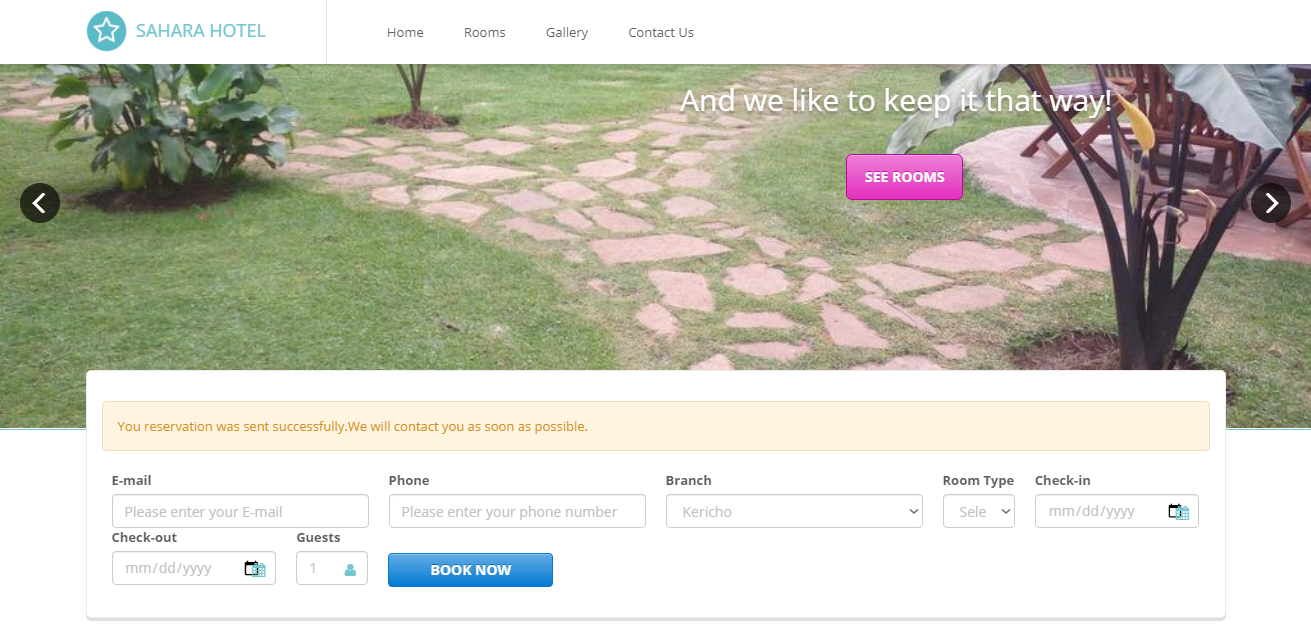 SAHARA HOTEL
Home Rooms Gallery Contact Us
And we like to keep it that way!
SEE ROOMS
You reservation was sent successfully.We will contact you as soon as possible.
E-mail Phone Branch Room Type Check-in
Please enter your E-mail Please enter your phone number Kericho Sele mm/dd/yyyy
Check-out Guests
mm/dd/yyyy 1 BOOK NOW